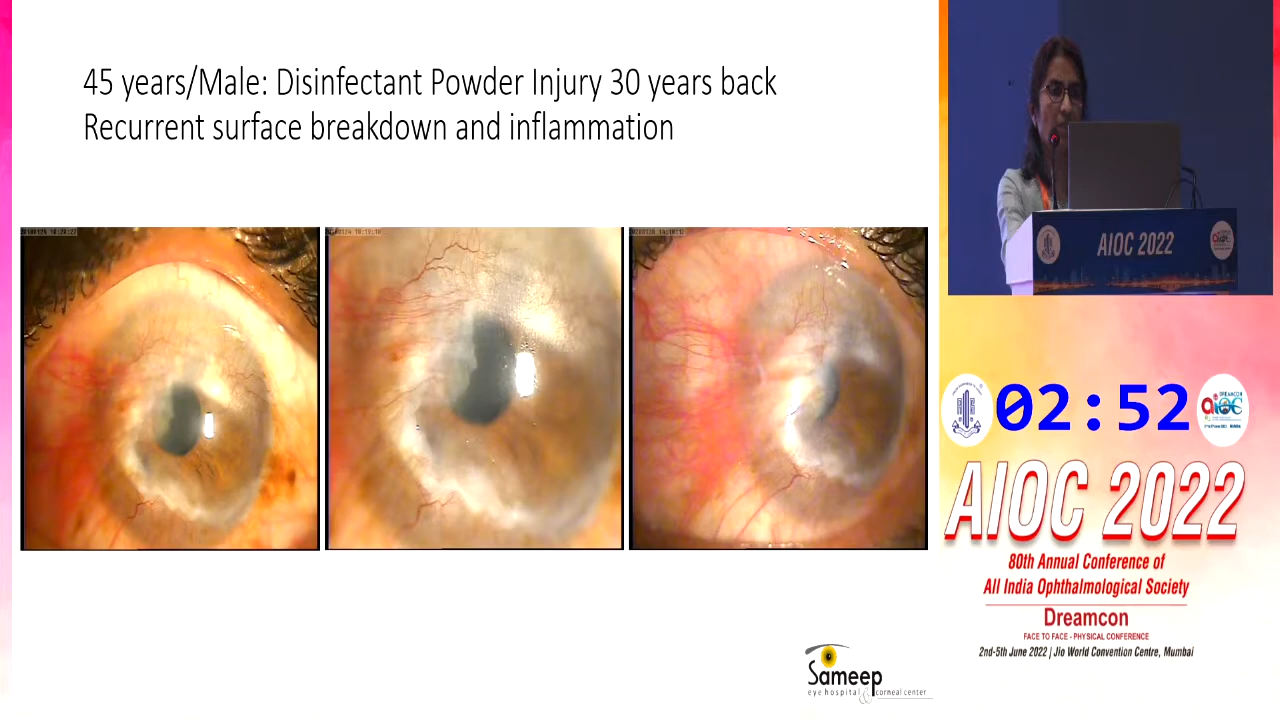 45 years/Male: Disinfectant Powder Injury 30 years back
Recurrent surface breakdown and inflammation
AIOC 2022
02:52
AIOC 2022
80th Annual Conference of
All India Ophthalmological Society
Dreamcon
FACE TO FACE - PHYSICAL CONFERENCE
2nd-5th June 2022 | Jio World Convention Centre, Mumbai
Sameep
eye hospital & corneal center